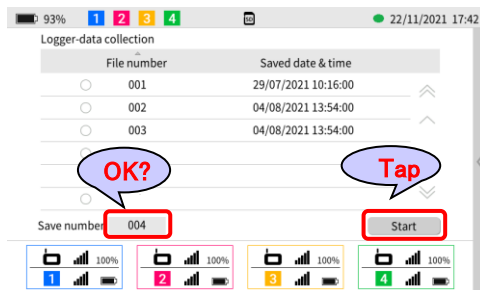 93% 1 2 3 4 SD 22/11/2021 17:42
Logger-data collection
File number Saved date & time
001 29/07/2021 10:16:00
002 04/08/2021 13:54:00
003 04/08/2021 13:54:00
OK? Tap
Save number 004 Start
100% 100% 100% 100%
1 2 3 4